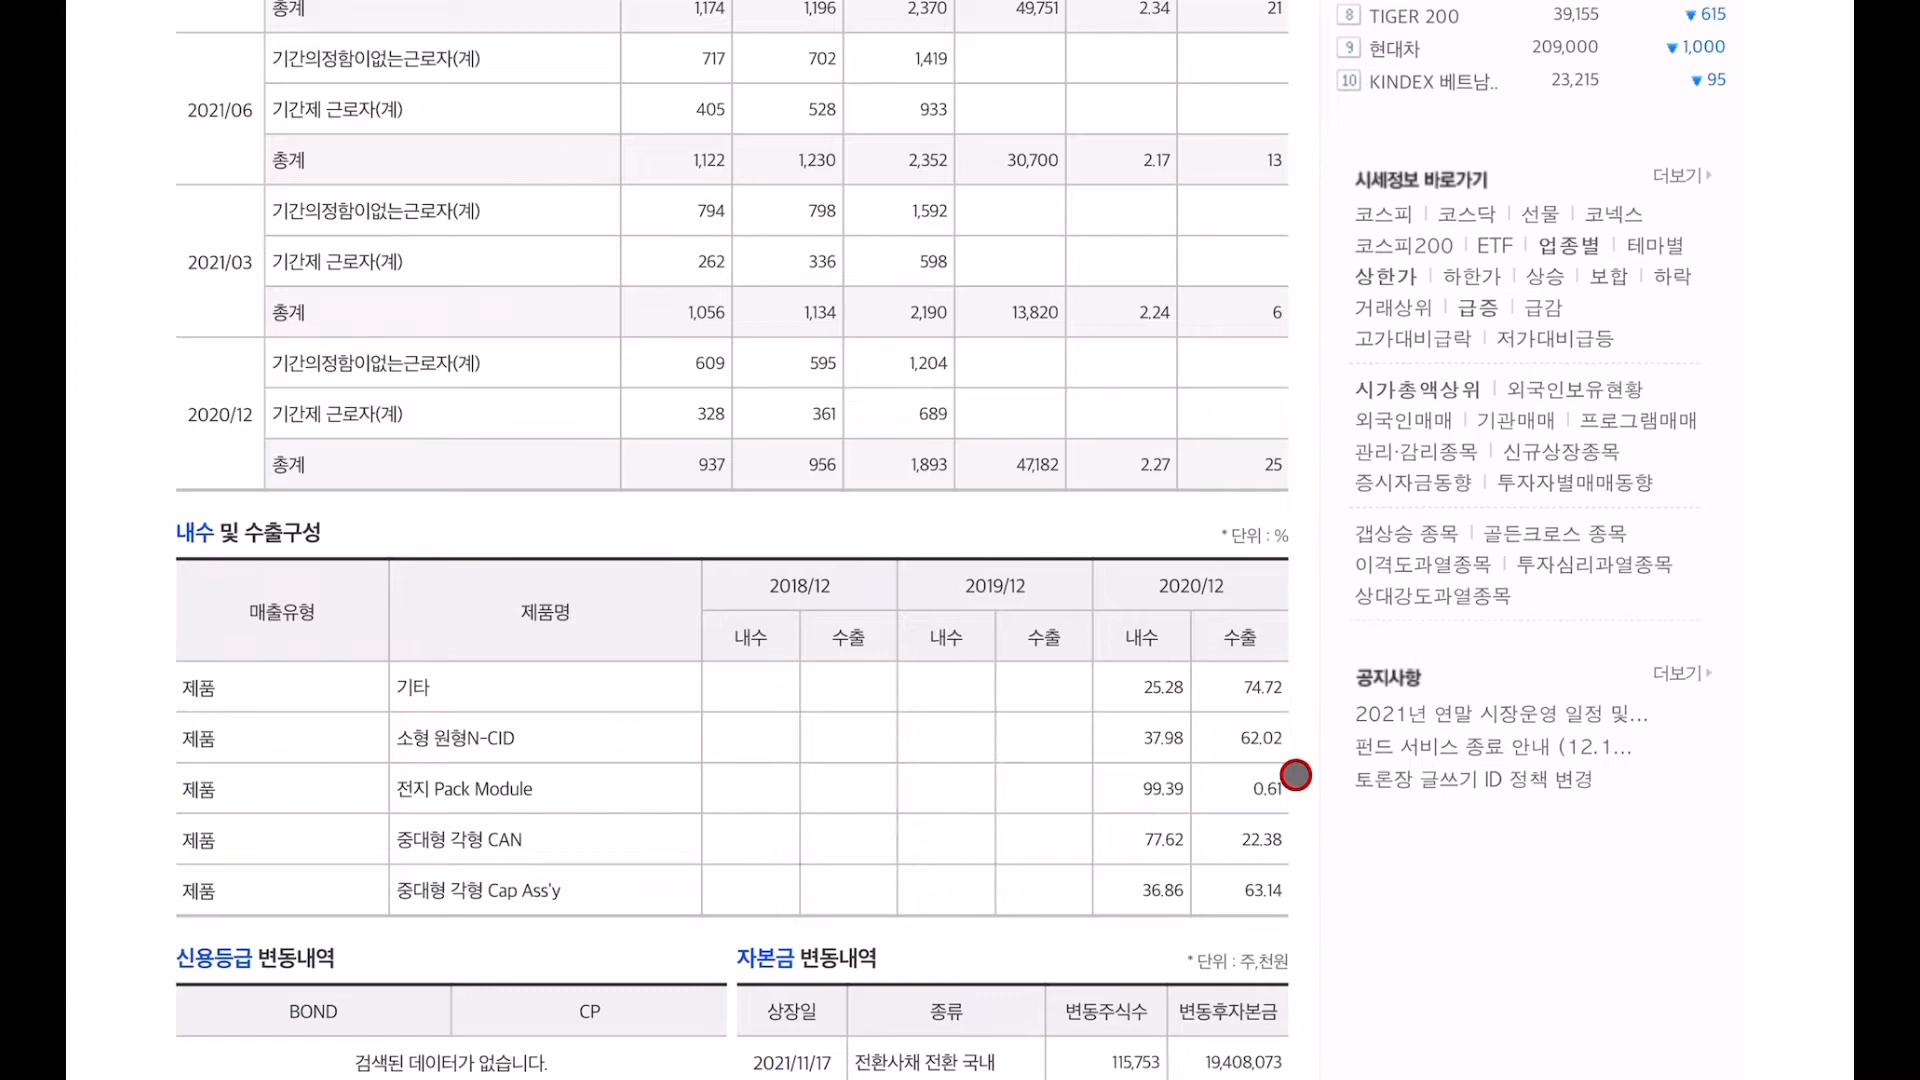 총계 1,174 1,196 2,370 49,751 2.34 21
2021/06
기간의정함이없는근로자(계) 717 702 1,419
기간제 근로자(계) 405 528 933
총계 1,122 1,230 2,352 30,700 2.17 13
2021/03
기간의정함이없는근로자(계) 794 798 1,592
기간제 근로자(계) 262 336 598
총계 1,056 1,134 2,190 13,820 2.24 6
2020/12
기간의정함이없는근로자(계) 609 595 1,204
기간제 근로자(계) 328 361 689
총계 937 956 1,893 47,182 2.27 25
내수 및 수출구성 * 단위 : %
매출유형 제품명 2018/12 2019/12 2020/12
내수 수출 내수 수출 내수 수출
제품 기타 25.28 74.72
제품 소형 원형N-CID 37.98 62.02
제품 전지 Pack Module 99.39 0.61
제품 중대형 각형 CAN 77.62 22.38
제품 중대형 각형 Cap Ass'y 36.86 63.14
신용등급 변동내역
BOND CP
검색된 데이터가 없습니다.
자본금 변동내역 * 단위 : 주,천원
상장일 종류 변동주식수 변동후자본금
2021/11/17 전환사채 전환 국내 115,753 19,408,073
8 TIGER 200 39,155 ▼ 615
9 현대차 209,000 ▼ 1,000
10 KINDEX 베트남.. 23,215 ▼ 95
시세정보 바로가기 더보기
코스피 코스닥 선물 코넥스
코스피200 ETF 업종별 테마별
상한가 하한가 상승 보합 하락
거래상위 급증 급감
고가대비급락 저가대비급등
시가총액상위 외국인보유현황
외국인매매 기관매매 프로그램매매
관리·감리종목 신규상장종목
증시자금동향 투자자별매매동향
갭상승 종목 골든크로스 종목
이격도과열종목 투자심리과열종목
상대강도과열종목
공지사항 더보기
2021년 연말 시장운영 일정 및...
펀드 서비스 종료 안내 (12.1...
토론장 글쓰기 ID 정책 변경